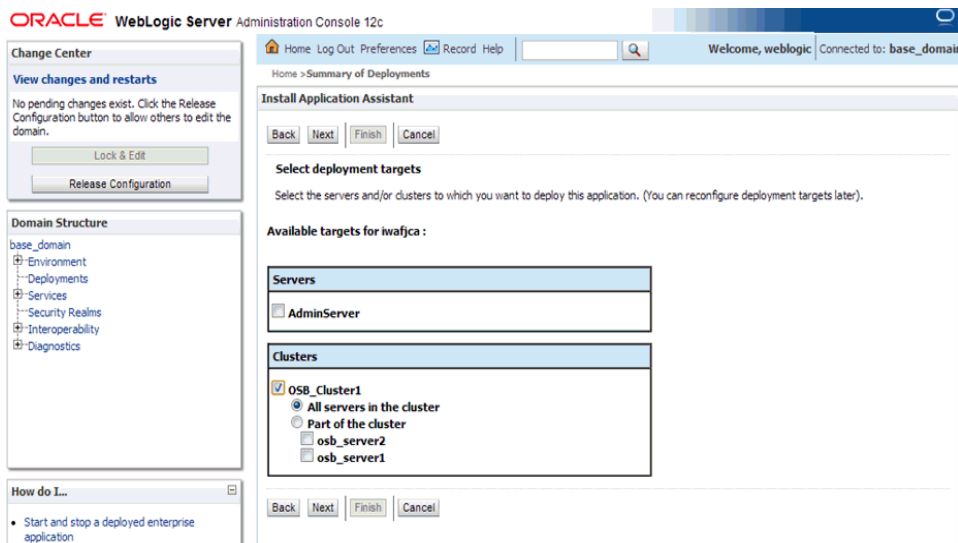 ORACLE WebLogic Server Administration Console 12c
Change Center
View changes and restarts
No pending changes exist. Click the Release
Configuration button to allow others to edit the
domain.
Lock & Edit
Release Configuration
Domain Structure
base_domain
Environment
Deployments
Services
Security Realms
Interoperability
Diagnostics
How do I...
• Start and stop a deployed enterprise
application
Home Log Out Preferences Record Help
Welcome, weblogic Connected to: base_domain
Home >Summary of Deployments
Install Application Assistant
Back Next Finish Cancel
Select deployment targets
Select the servers and/or clusters to which you want to deploy this application. (You can reconfigure deployment targets later).
Available targets for iwafjca :
Servers
AdminServer
Clusters
OSB_Cluster1
All servers in the cluster
Part of the cluster
osb_server2
osb_server1
Back Next Finish Cancel